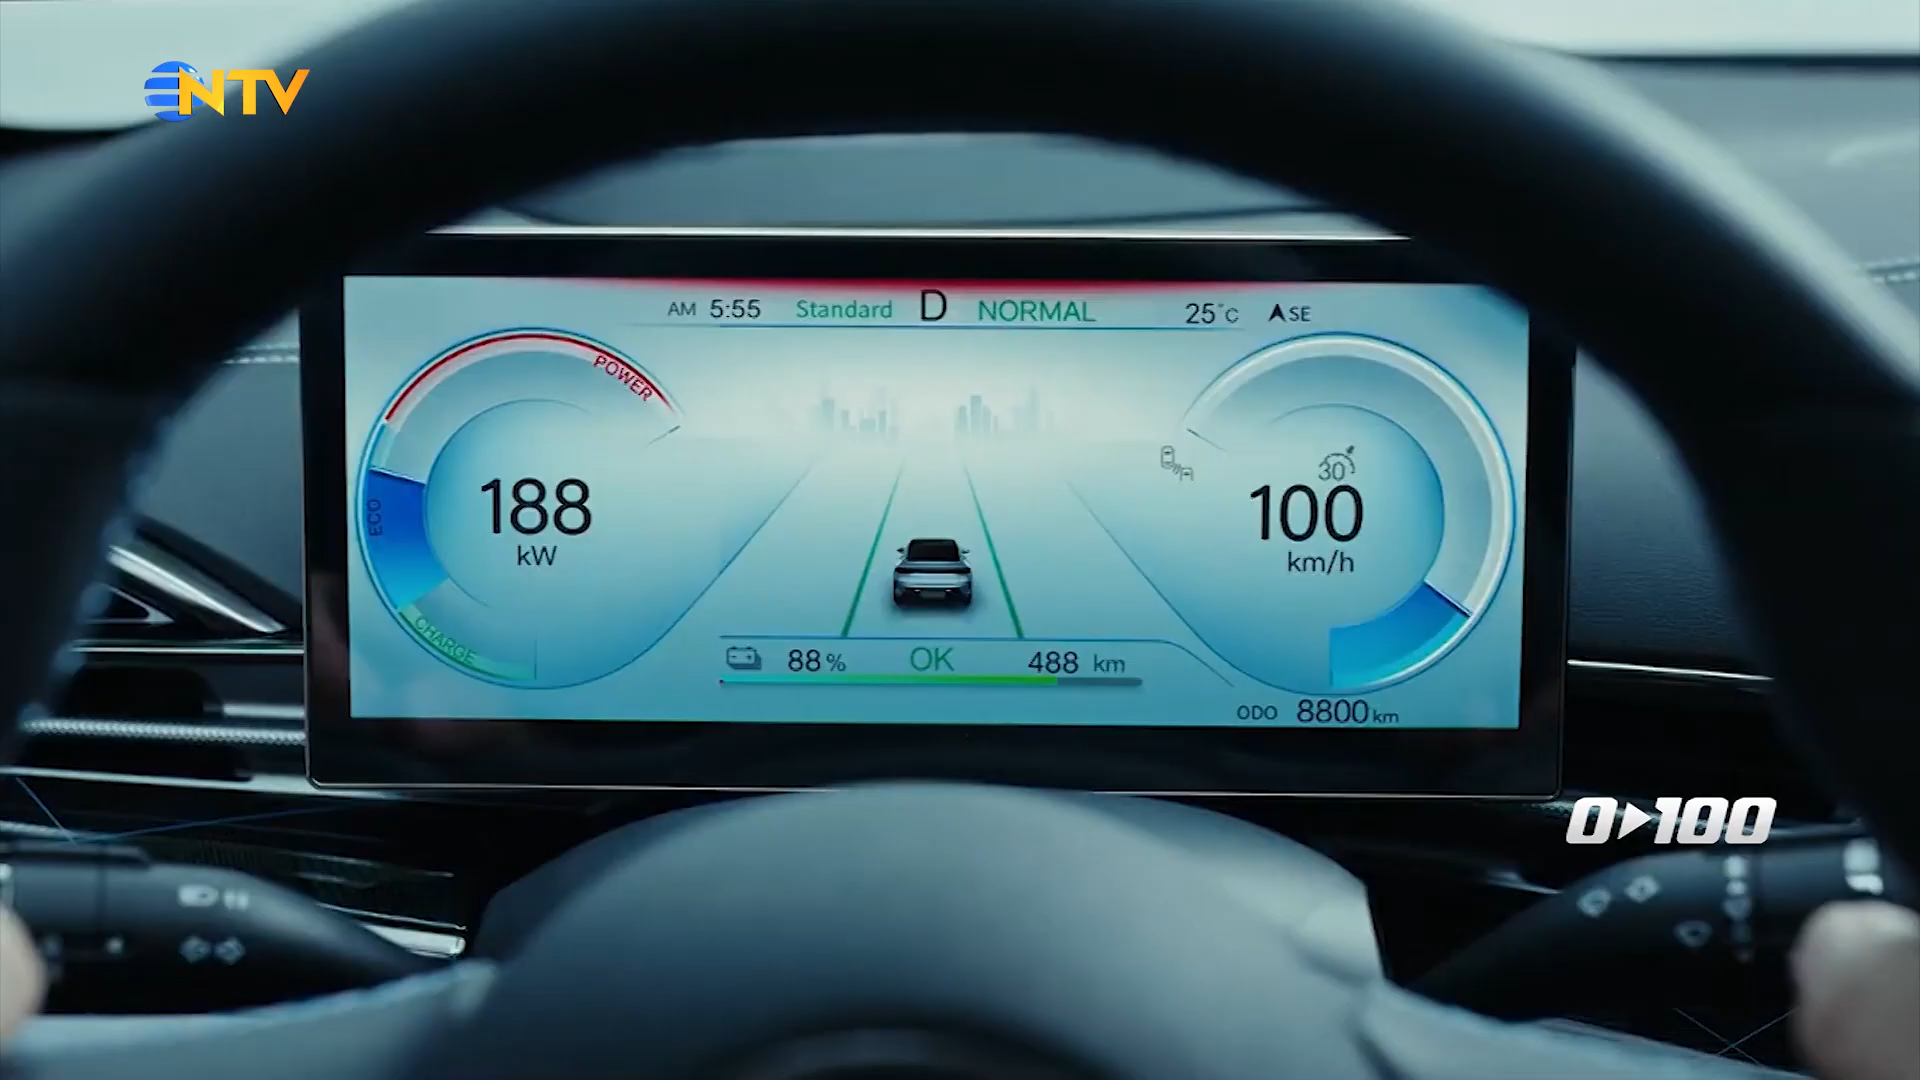 NTV
AM 5:55 Standard D NORMAL 25°C SE
POWER
ECO
CHARGE
188
kW
30
100
km/h
88% OK 488 km
ODO 8800 km
0▶100